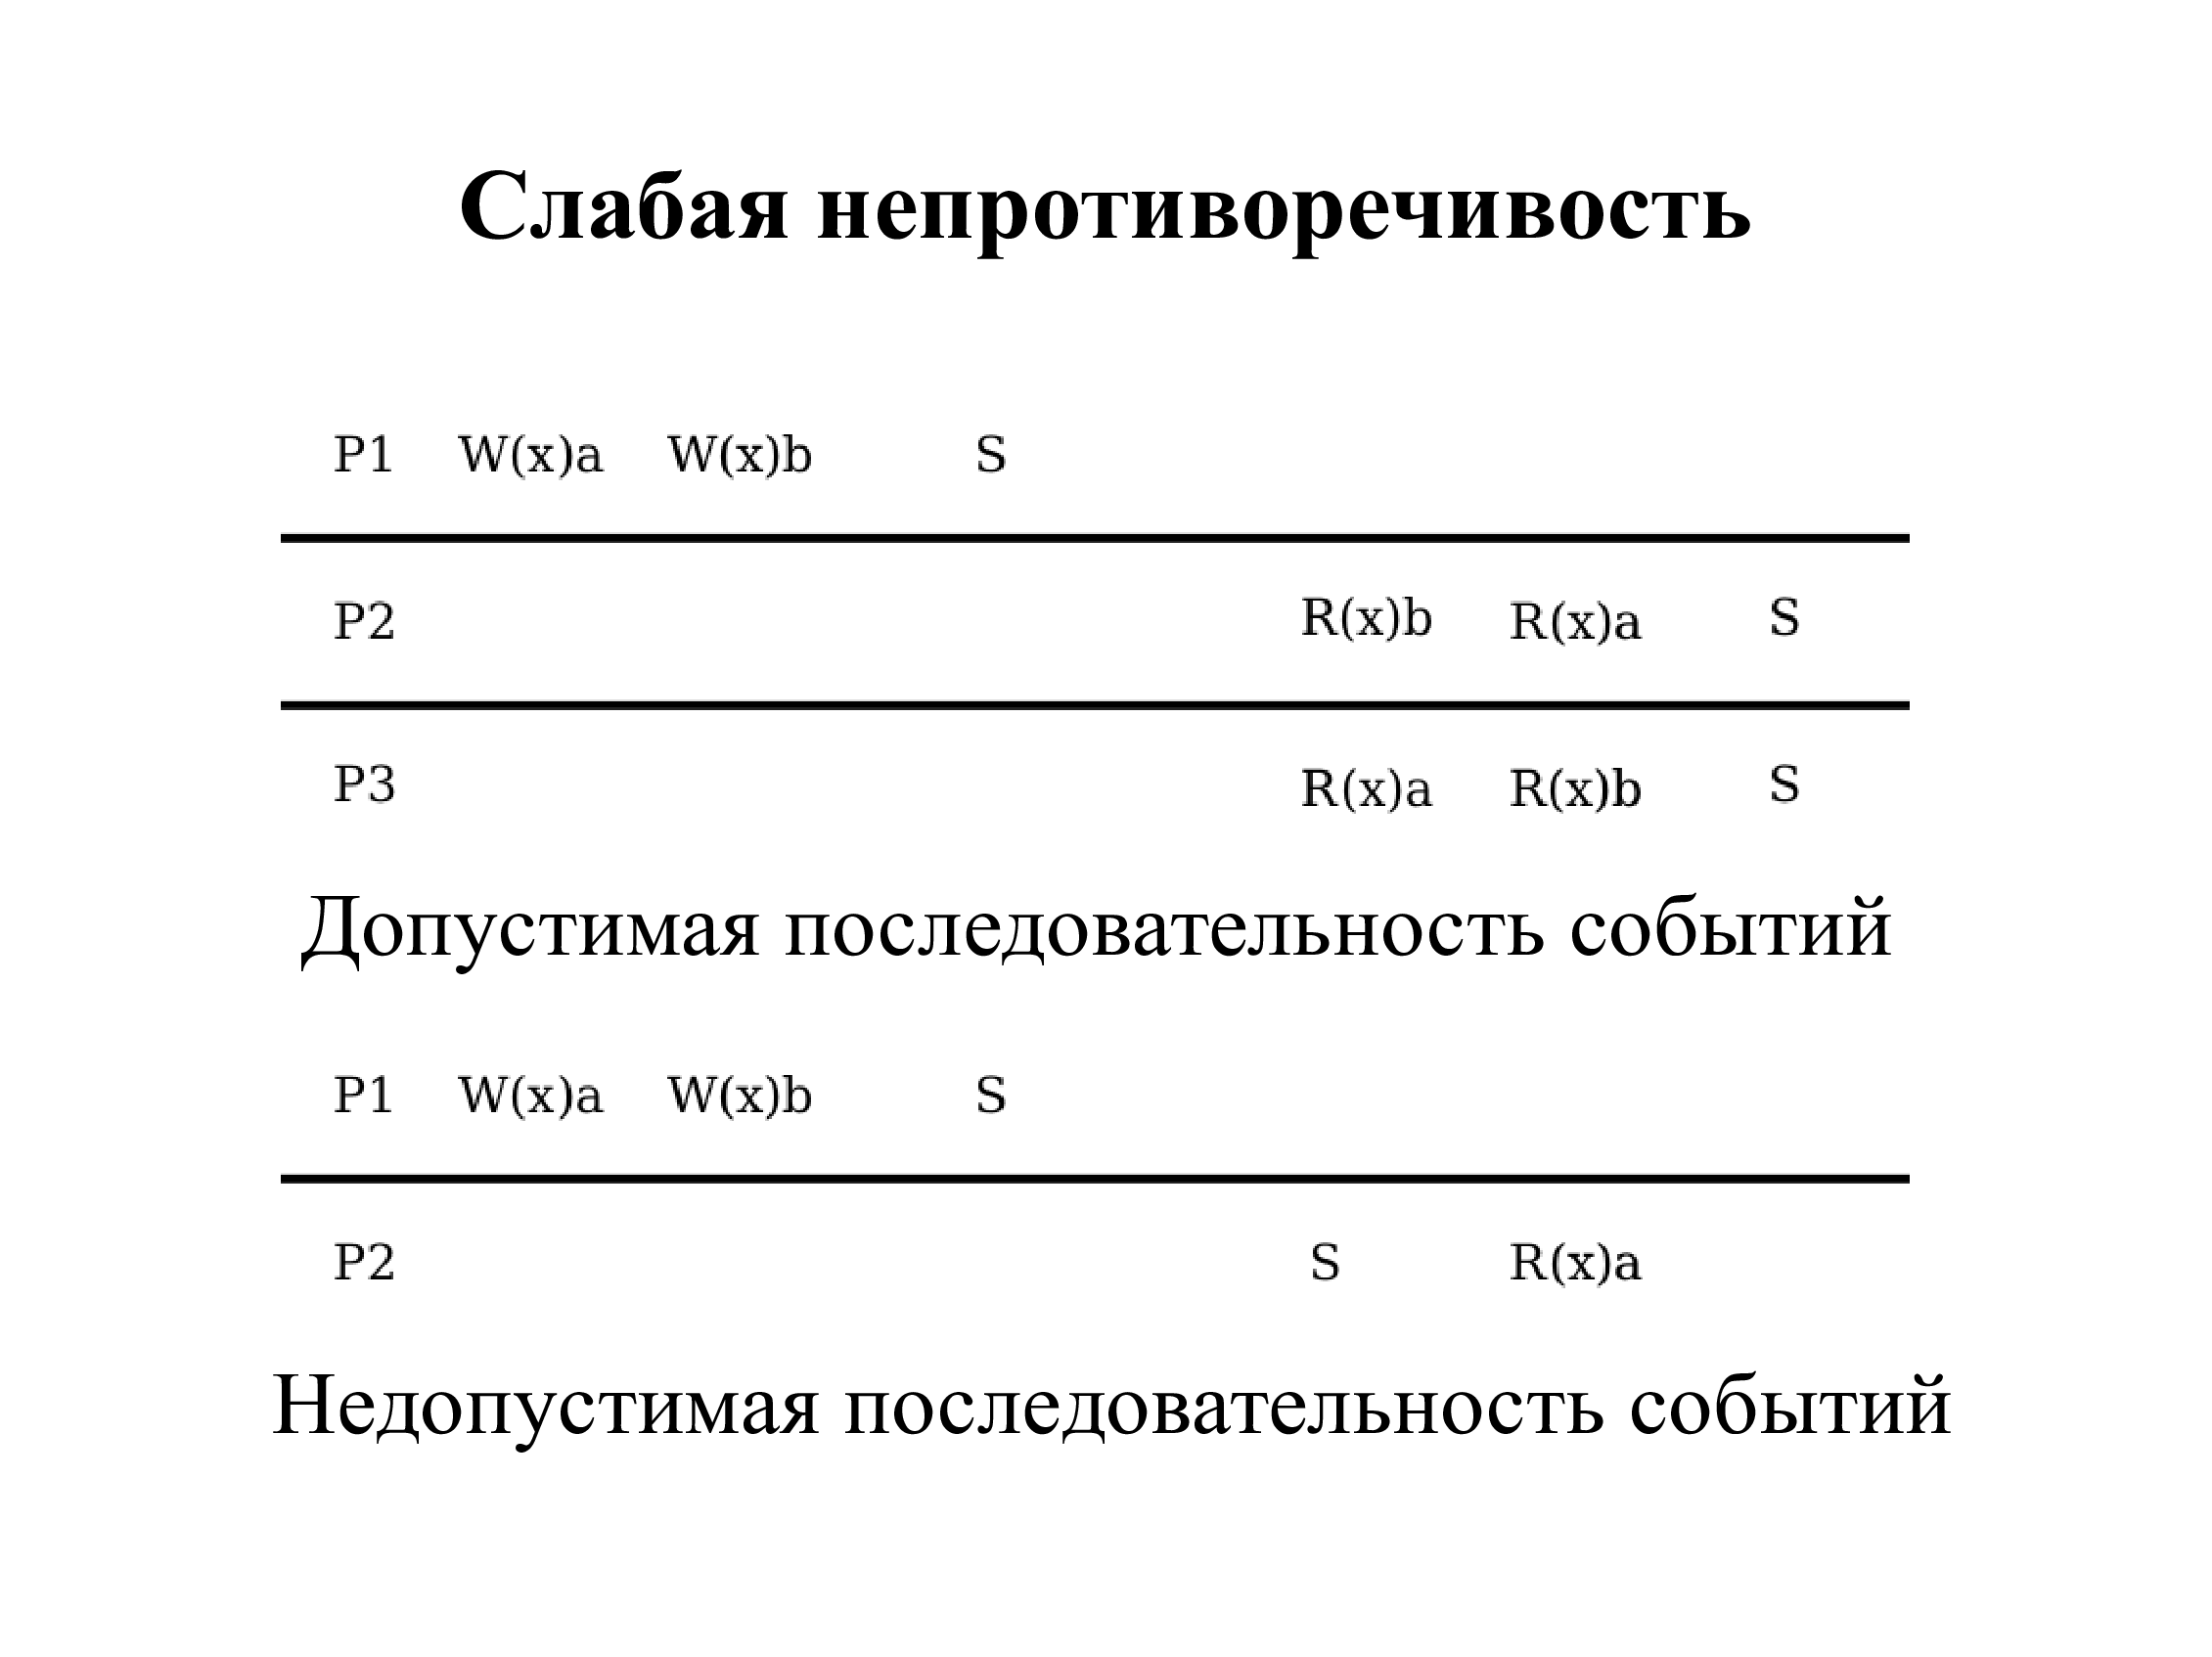 Слабая непротиворечивость
P1 W(x)a W(x)b S
P2 R(x)b R(x)a S
P3 R(x)a R(x)b S
Допустимая последовательность событий
P1 W(x)a W(x)b S
P2 S R(x)a
Недопустимая последовательность событий